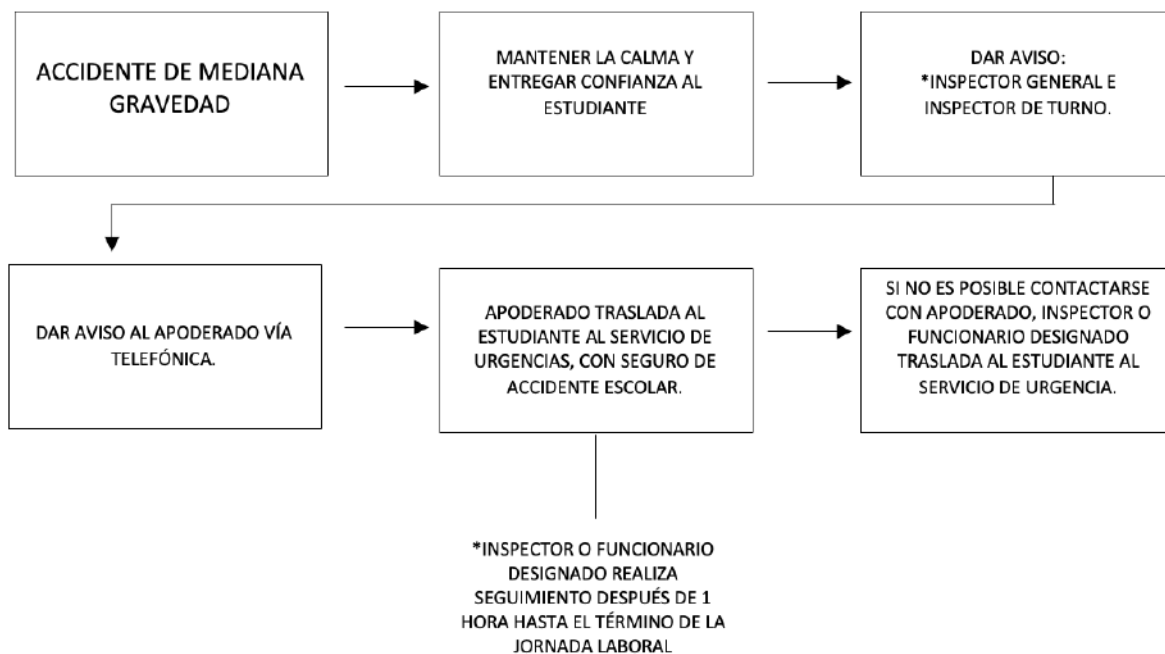 ACCIDENTE DE MEDIANA
GRAVEDAD
MANTENER LA CALMA Y
ENTREGAR CONFIANZA AL
ESTUDIANTE
DAR AVISO:
*INSPECTOR GENERAL E
INSPECTOR DE TURNO.
DAR AVISO AL APODERADO VÍA
TELEFÓNICA.
APODERADO TRASLADA AL
ESTUDIANTE AL SERVICIO DE
URGENCIAS, CON SEGURO DE
ACCIDENTE ESCOLAR.
SI NO ES POSIBLE CONTACTARSE
CON APODERADO, INSPECTOR O
FUNCIONARIO DESIGNADO
TRASLADA AL ESTUDIANTE AL
SERVICIO DE URGENCIA.
*INSPECTOR O FUNCIONARIO
DESIGNADO REALIZA
SEGUIMIENTO DESPUÉS DE 1
HORA HASTA EL TÉRMINO DE LA
JORNADA LABORAL